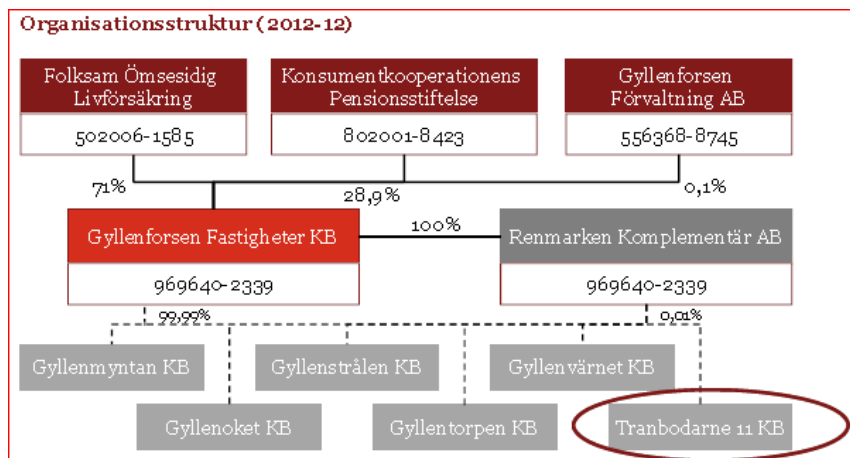 Organisationsstruktur (2012-12)
Folksam Ömsesidig
Livförsäkring
Konsumentkooperationens
Pensionsstiftelse
Gyllenforsen
Förvaltning AB
502006-1585
802001-8423
556368-8745
71%
28,9%
0,1%
Gyllenforsen Fastigheter KB
100%
Renmarken Komplementär AB
969640-2339
969640-2339
99,99%
0,01%
Gyllenmyntan KB
Gyllenstrålen KB
Gyllenvärnet KB
Gyllenoket KB
Gyllentorpen KB
Tranbodarne 11 KB